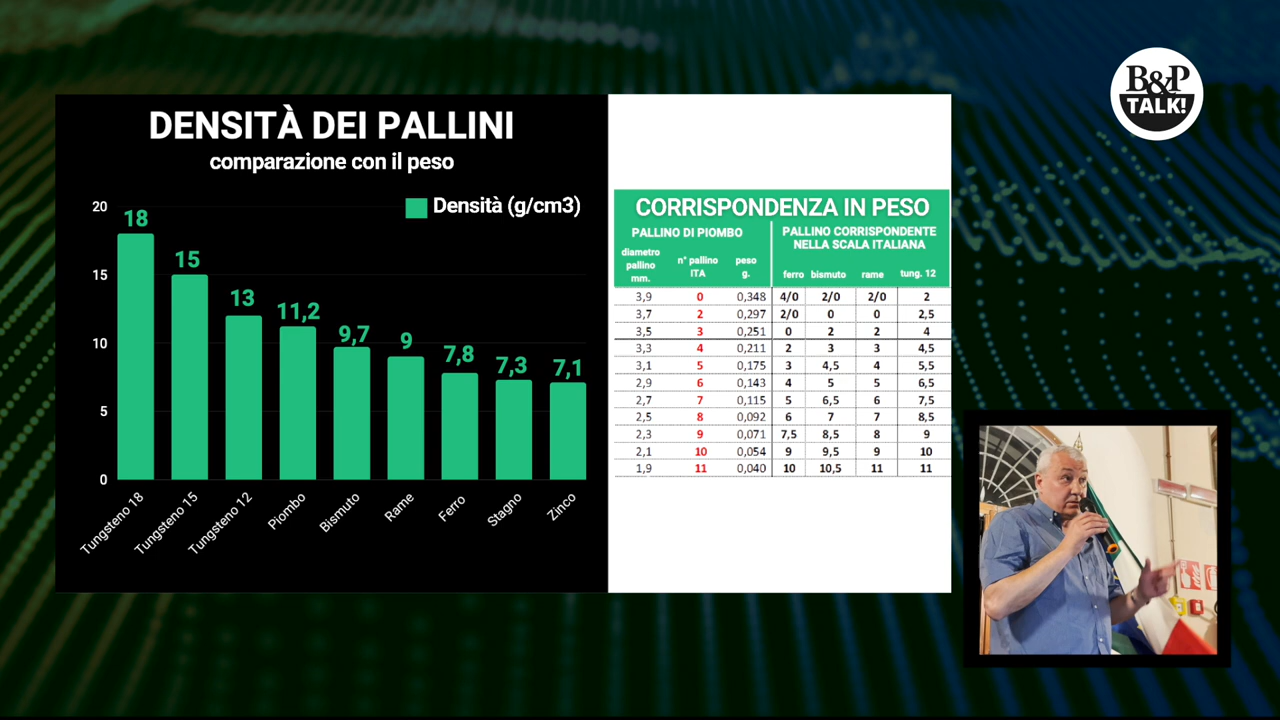 DENSITÀ DEI PALLINI
comparazione con il peso
Densità (g/cm3)
20
15
10
5
0
18
15
13
11,2
9,7
9
7,8
7,3
7,1
Tungsteno 18
Tungsteno 15
Tungsteno 12
Piombo
Bismuto
Rame
Ferro
Stagno
Zinco
CORRISPONDENZA IN PESO
PALLINO DI PIOMBO
PALLINO CORRISPONDENTE
NELLA SCALA ITALIANA
diametro
pallino
mm.
n° pallino
ITA
peso
g.
ferro bismuto rame tung. 12
3,9 0 0,348 4/0 2/0 2/0 2
3,7 2 0,297 2/0 0 0 2,5
3,5 3 0,251 0 2 2 4
3,3 4 0,211 2 3 3 4,5
3,1 5 0,175 3 4,5 4 5,5
2,9 6 0,143 4 5 5 6,5
2,7 7 0,115 5 6,5 6 7,5
2,5 8 0,092 6 7 7 8,5
2,3 9 0,071 7,5 8,5 8 9
2,1 10 0,054 9 9,5 9 10
1,9 11 0,040 10 10,5 11 11
B&P
TALK!